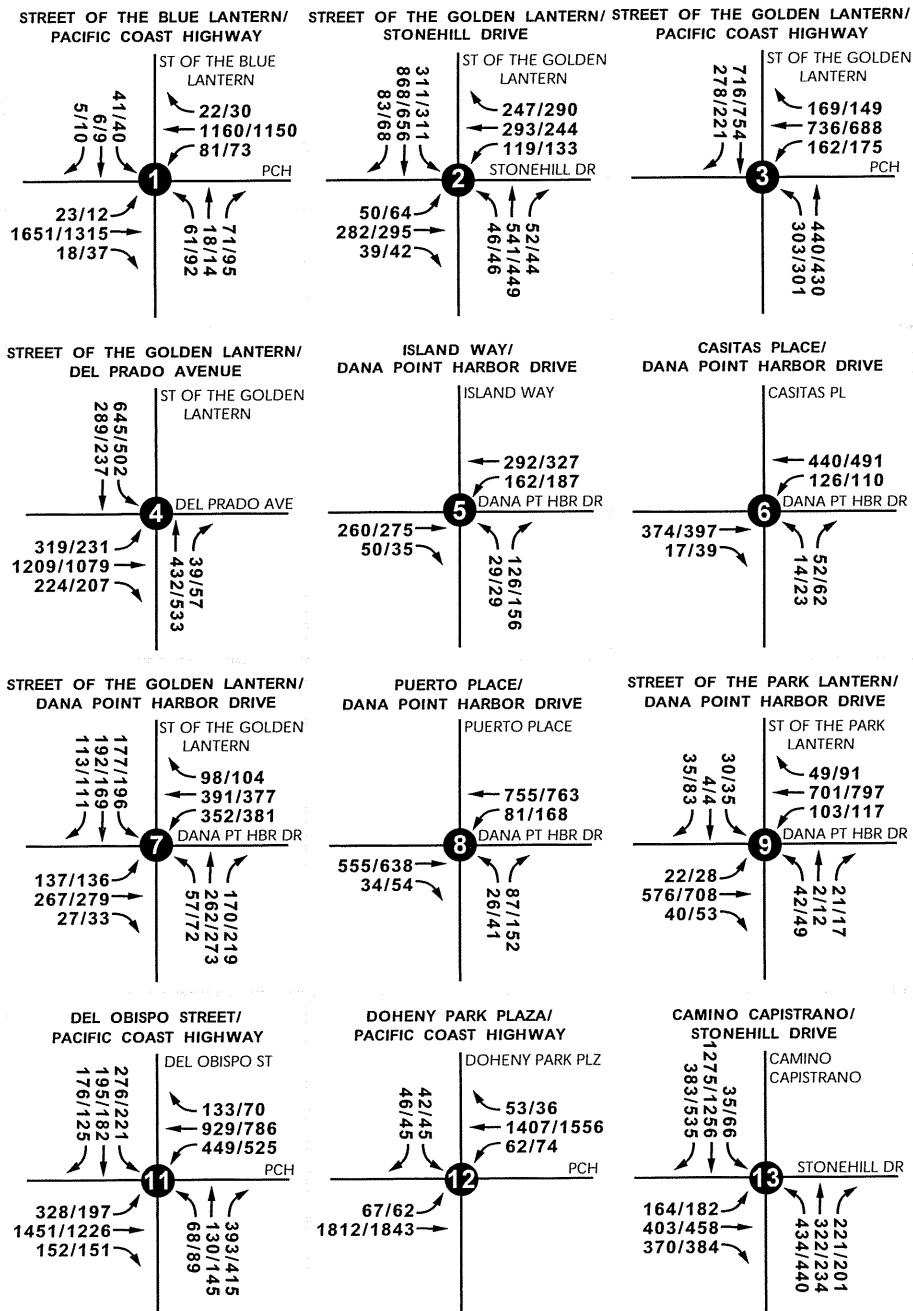 STREET OF THE BLUE LANTERN/
PACIFIC COAST HIGHWAY
ST OF THE BLUE
LANTERN
5/10
6/9
41/40
22/30
1160/1150
81/73
1
PCH
23/12
1651/1315
18/37
61/92
18/14
71/95
STREET OF THE GOLDEN LANTERN/
STONEHILL DRIVE
ST OF THE GOLDEN
LANTERN
83/68
868/656
311/311
247/290
293/244
119/133
2
STONEHILL DR
50/64
282/295
39/42
46/46
541/449
52/44
STREET OF THE GOLDEN LANTERN/
PACIFIC COAST HIGHWAY
ST OF THE GOLDEN
LANTERN
278/221
716/754
169/149
736/688
162/175
3
PCH
303/301
440/430
STREET OF THE GOLDEN LANTERN/
DEL PRADO AVENUE
ST OF THE GOLDEN
LANTERN
289/237
645/502
4
DEL PRADO AVE
319/231
1209/1079
224/207
432/533
39/57
ISLAND WAY/
DANA POINT HARBOR DRIVE
ISLAND WAY
292/327
162/187
5
DANA PT HBR DR
260/275
50/35
29/29
126/156
CASITAS PLACE/
DANA POINT HARBOR DRIVE
CASITAS PL
440/491
126/110
6
DANA PT HBR DR
374/397
17/39
14/23
52/62
STREET OF THE GOLDEN LANTERN/
DANA POINT HARBOR DRIVE
ST OF THE GOLDEN
LANTERN
113/111
192/169
177/196
98/104
391/377
352/381
7
DANA PT HBR DR
137/136
267/279
27/33
57/72
262/273
170/219
PUERTO PLACE/
DANA POINT HARBOR DRIVE
PUERTO PLACE
755/763
81/168
8
DANA PT HBR DR
555/638
34/54
26/41
87/152
STREET OF THE PARK LANTERN/
DANA POINT HARBOR DRIVE
ST OF THE PARK
LANTERN
35/83
4/4
30/35
49/91
701/797
103/117
9
DANA PT HBR DR
22/28
576/708
40/53
42/49
2/12
21/17
DEL OBISPO STREET/
PACIFIC COAST HIGHWAY
DEL OBISPO ST
176/125
195/182
276/221
133/70
929/786
449/525
11
PCH
328/197
1451/1226
152/151
68/89
130/145
393/415
DOHENY PARK PLAZA/
PACIFIC COAST HIGHWAY
DOHENY PARK PLZ
46/45
42/45
53/36
1407/1556
62/74
12
PCH
67/62
1812/1843
CAMINO CAPISTRANO/
STONEHILL DRIVE
CAMINO
CAPISTRANO
383/535
1275/1256
35/66
13
STONEHILL DR
164/182
403/458
370/384
434/440
322/234
221/201